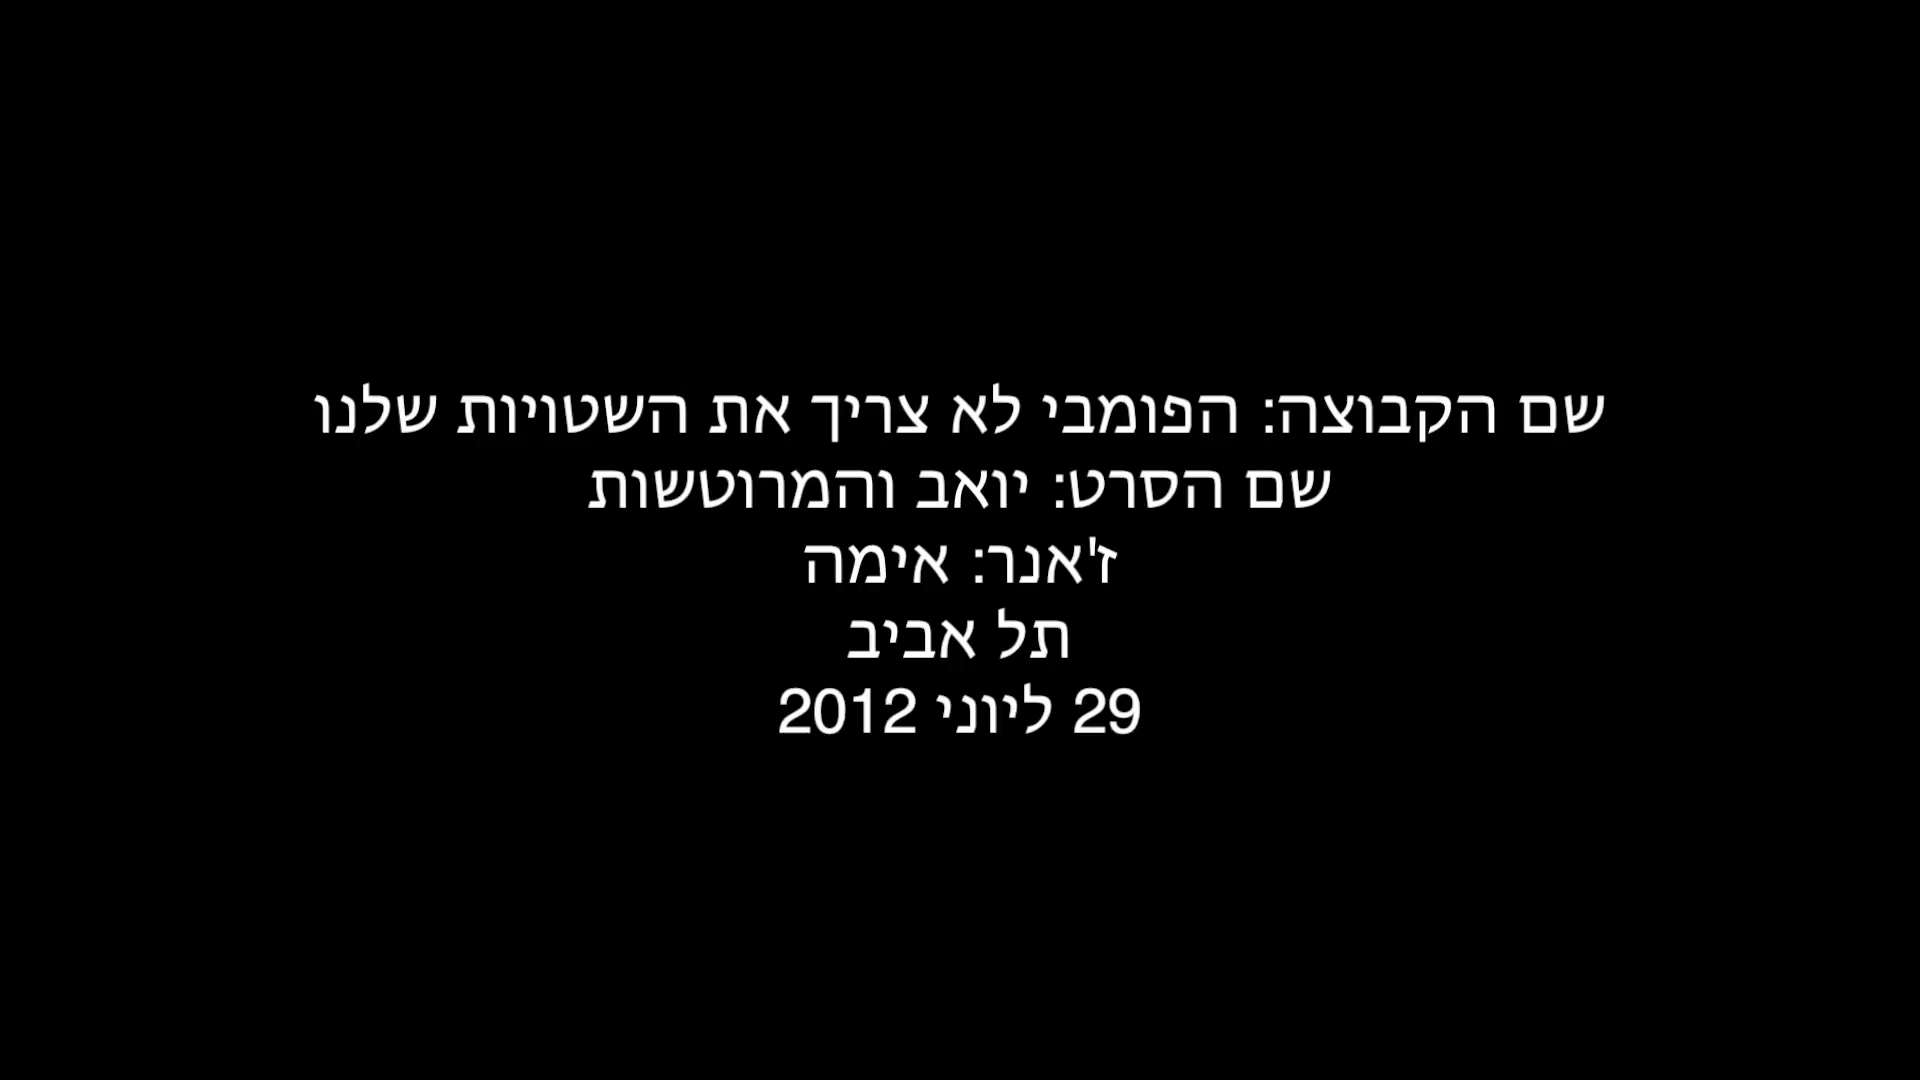 שם הקבוצה: הפומבי לא צריך את השטויות שלנו
שם הסרט: יואב והמרוטשות
ז'אנר: אימה
תל אביב
29 ליוני 2012